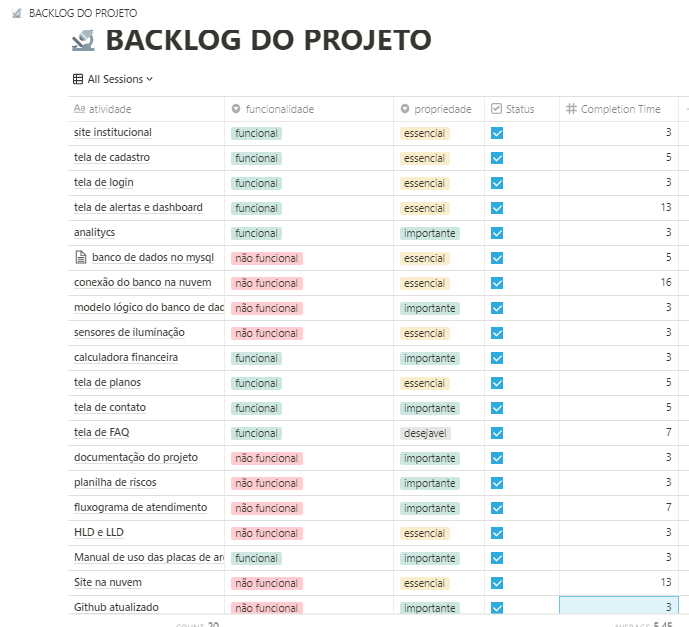 BACKLOG DO PROJETO
BACKLOG DO PROJETO
All Sessions
Aa atividade funcionalidade propriedade Status Completion Time
site institucional funcional essencial 3
tela de cadastro funcional essencial 5
tela de login funcional essencial 3
tela de alertas e dashboard funcional essencial 13
analitycs funcional importante 3
banco de dados no mysql não funcional essencial 5
conexão do banco na nuvem não funcional essencial 16
modelo lógico do banco de dad não funcional importante 3
sensores de iluminação não funcional essencial 3
calculadora financeira funcional importante 3
tela de planos funcional essencial 5
tela de contato funcional importante 5
tela de FAQ funcional desejavel 7
documentação do projeto não funcional importante 3
planilha de riscos não funcional importante 3
fluxograma de atendimento não funcional importante 7
HLD e LLD não funcional essencial 3
Manual de uso das placas de ar funcional importante 3
Site na nuvem não funcional essencial 13
Github atualizado não funcional importante 3
COUNT 20 AVERAGE 5.45